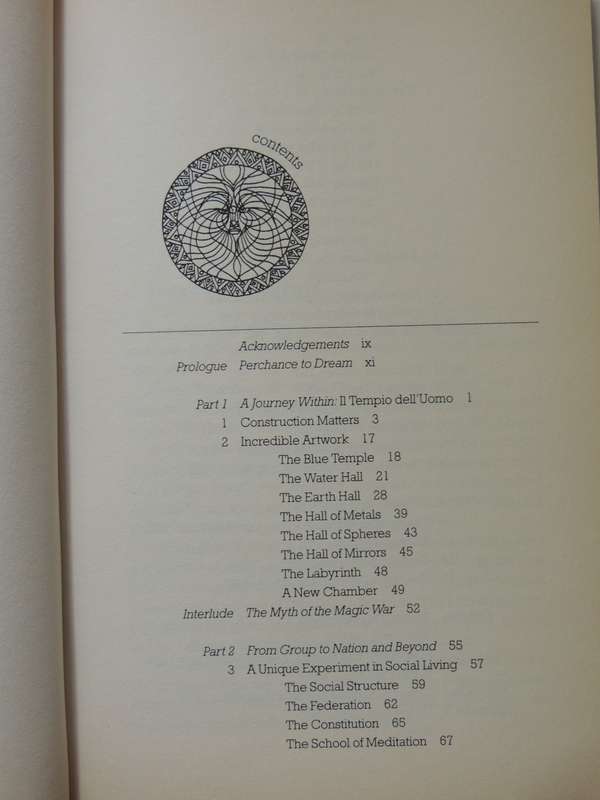 contents
Acknowledgements ix
Prologue Perchance to Dream xi
Part 1 A Journey Within: Il Tempio dell'Uomo 1
1 Construction Matters 3
2 Incredible Artwork 17
The Blue Temple 18
The Water Hall 21
The Earth Hall 28
The Hall of Metals 39
The Hall of Spheres 43
The Hall of Mirrors 45
The Labyrinth 48
A New Chamber 49
Interlude The Myth of the Magic War 52
Part 2 From Group to Nation and Beyond 55
3 A Unique Experiment in Social Living 57
The Social Structure 59
The Federation 62
The Constitution 65
The School of Meditation 67